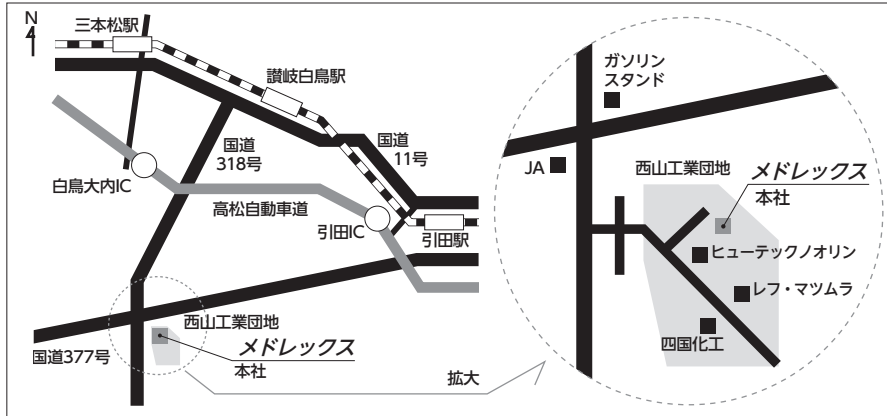 N
三本松駅
讃岐白鳥駅
国道
318号
国道
11号
白鳥大内IC
高松自動車道
引田IC
引田駅
西山工業団地
メドレックス
本社
国道377号
拡大
ガソリン
スタンド
JA
西山工業団地
メドレックス
本社
ヒューテックノオリン
レフ・マツムラ
四国化工